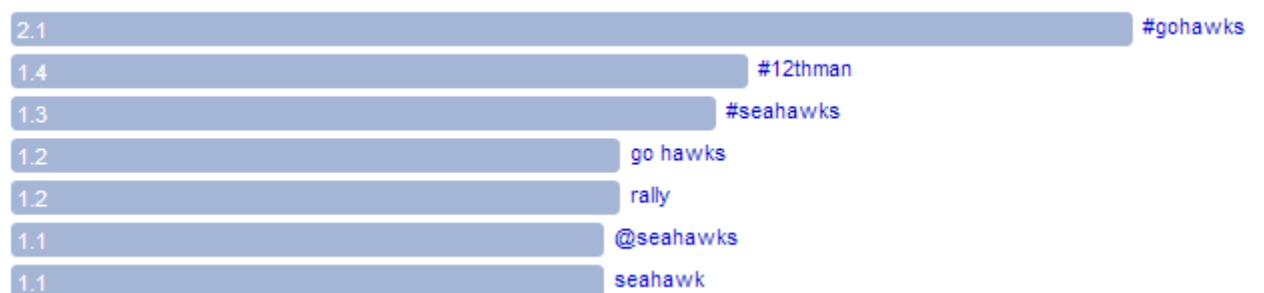 2.1 #gohawks
1.4 #12thman
1.3 #seahawks
1.2 go hawks
1.2 rally
1.1 @seahawks
1.1 seahawk